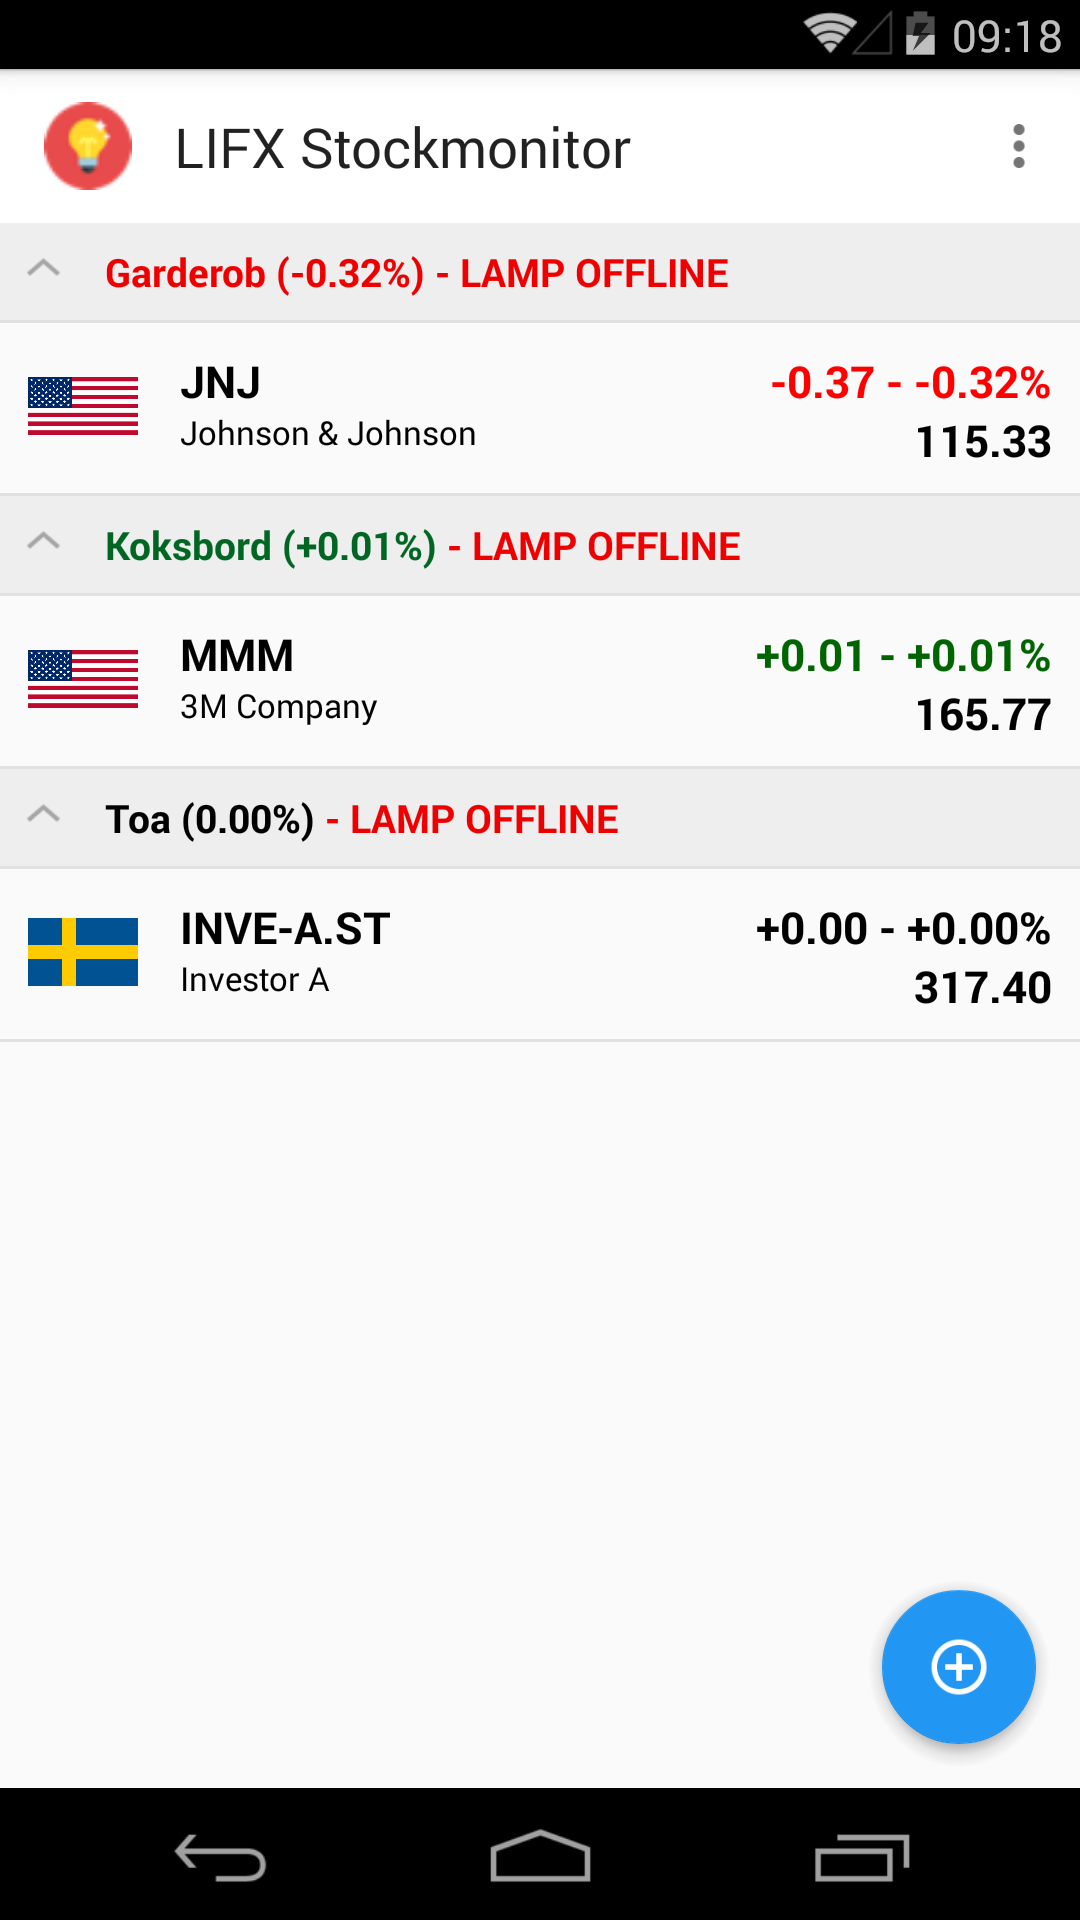 09:18
LIFX Stockmonitor
Garderob (-0.32%) - LAMP OFFLINE
JNJ
-0.37 - -0.32%
Johnson & Johnson
115.33
Koksbord (+0.01%) - LAMP OFFLINE
MMM
+0.01 - +0.01%
3M Company
165.77
Toa (0.00%) - LAMP OFFLINE
INVE-A.ST
+0.00 - +0.00%
Investor A
317.40